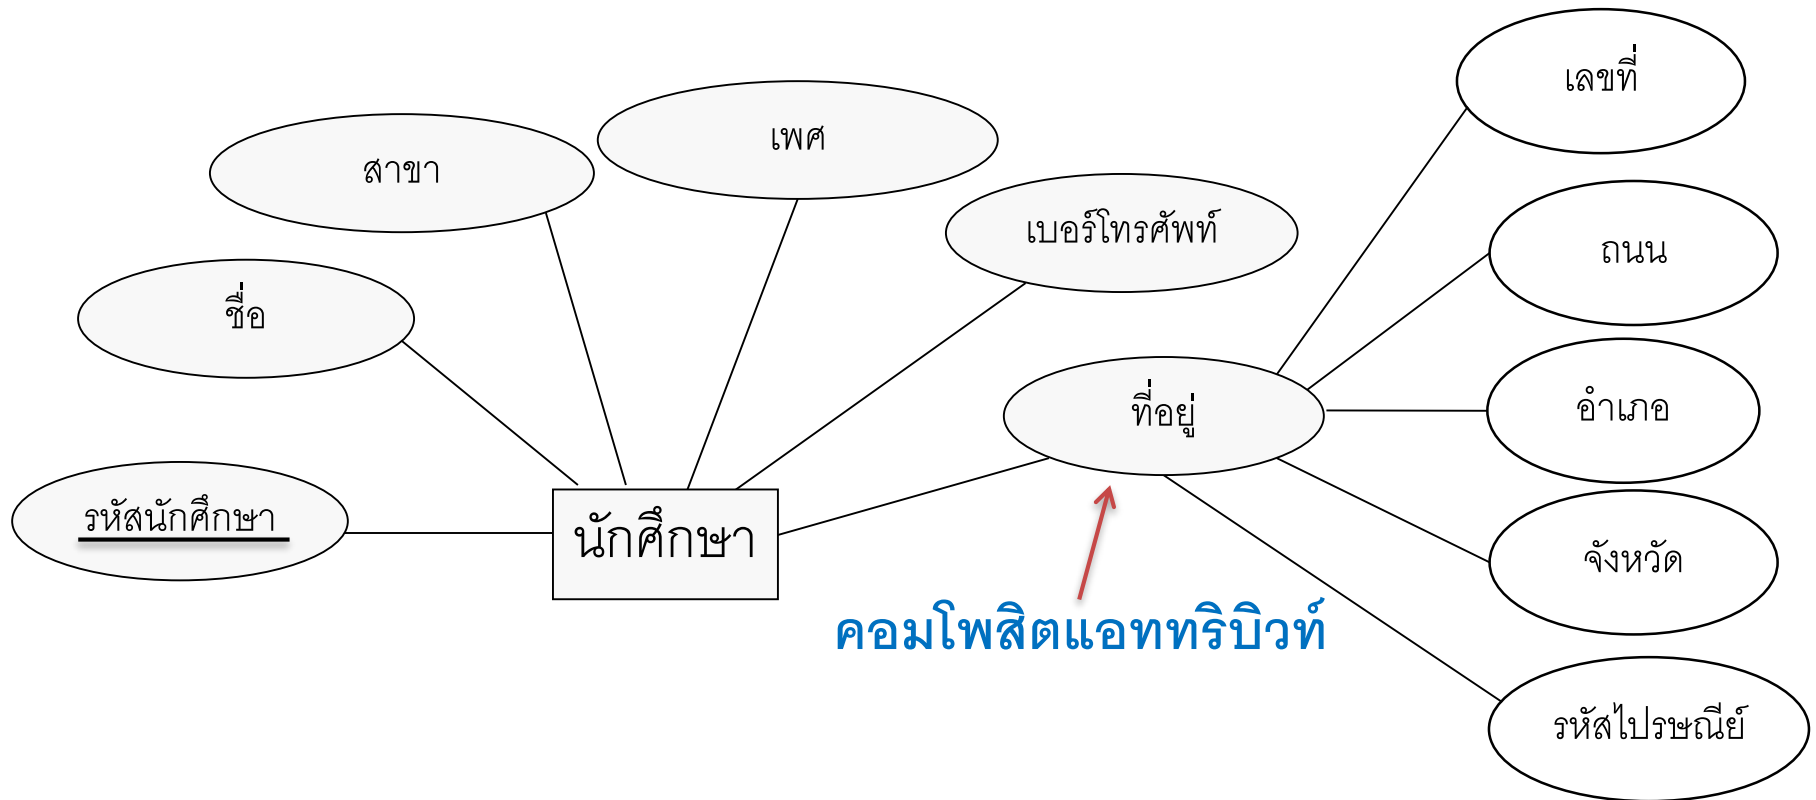 เลขที่
เพศ
สาขา
เบอร์โทรศัพท์
ถนน
ชื่อ
ที่อยู่
อำเภอ
รหัสนักศึกษา
นักศึกษา
จังหวัด
คอมโพสิตแอททริบิวท์
รหัสไปรษณีย์